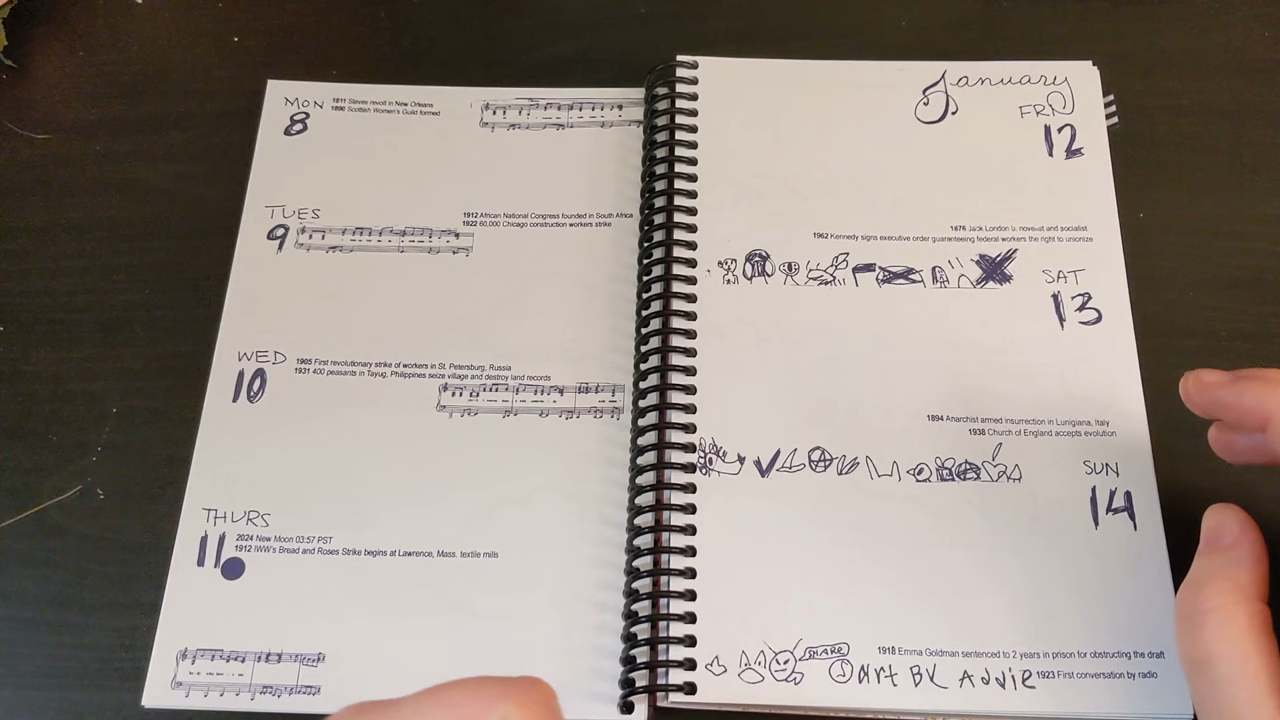 MON
8
1811 Slaves revolt in New Orleans
1890 Scottish Women's Guild formed
TUES
9
1912 African National Congress founded in South Africa
1922 60,000 Chicago construction workers strike
WED
10
1905 First revolutionary strike of workers in St. Petersburg, Russia
1931 400 peasants in Tayug, Philippines seize village and destroy land records
THURS
11
2024 New Moon 03:57 PST
1912 IWW's Bread and Roses Strike begins at Lawrence, Mass. textile mills
January
FRI
12
1876 Jack London b. novelist and socialist
1962 Kennedy signs executive order guaranteeing federal workers the right to unionize
SAT
13
1894 Anarchist armed insurrection in Lunigiana, Italy
1938 Church of England accepts evolution
SUN
14
SHARE
1918 Emma Goldman sentenced to 2 years in prison for obstructing the draft
Art BY Addie
1923 First conversation by radio